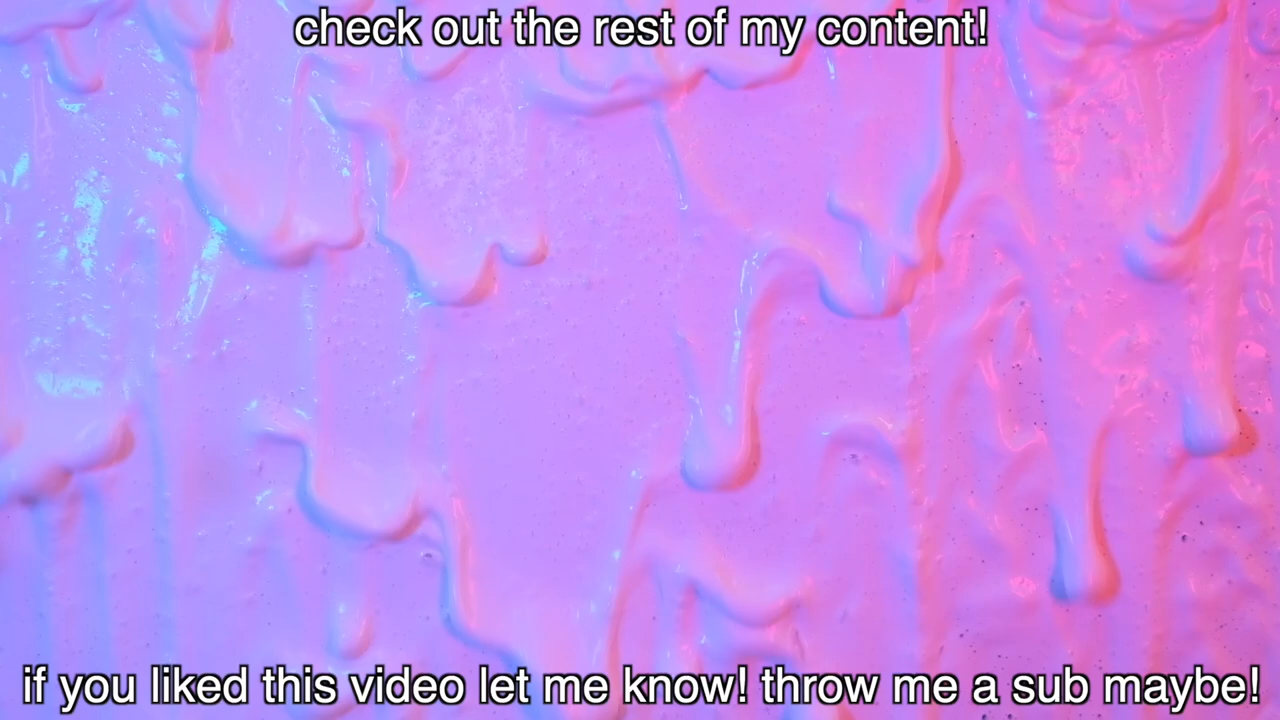 check out the rest of my content!
if you liked this video let me know! throw me a sub maybe!